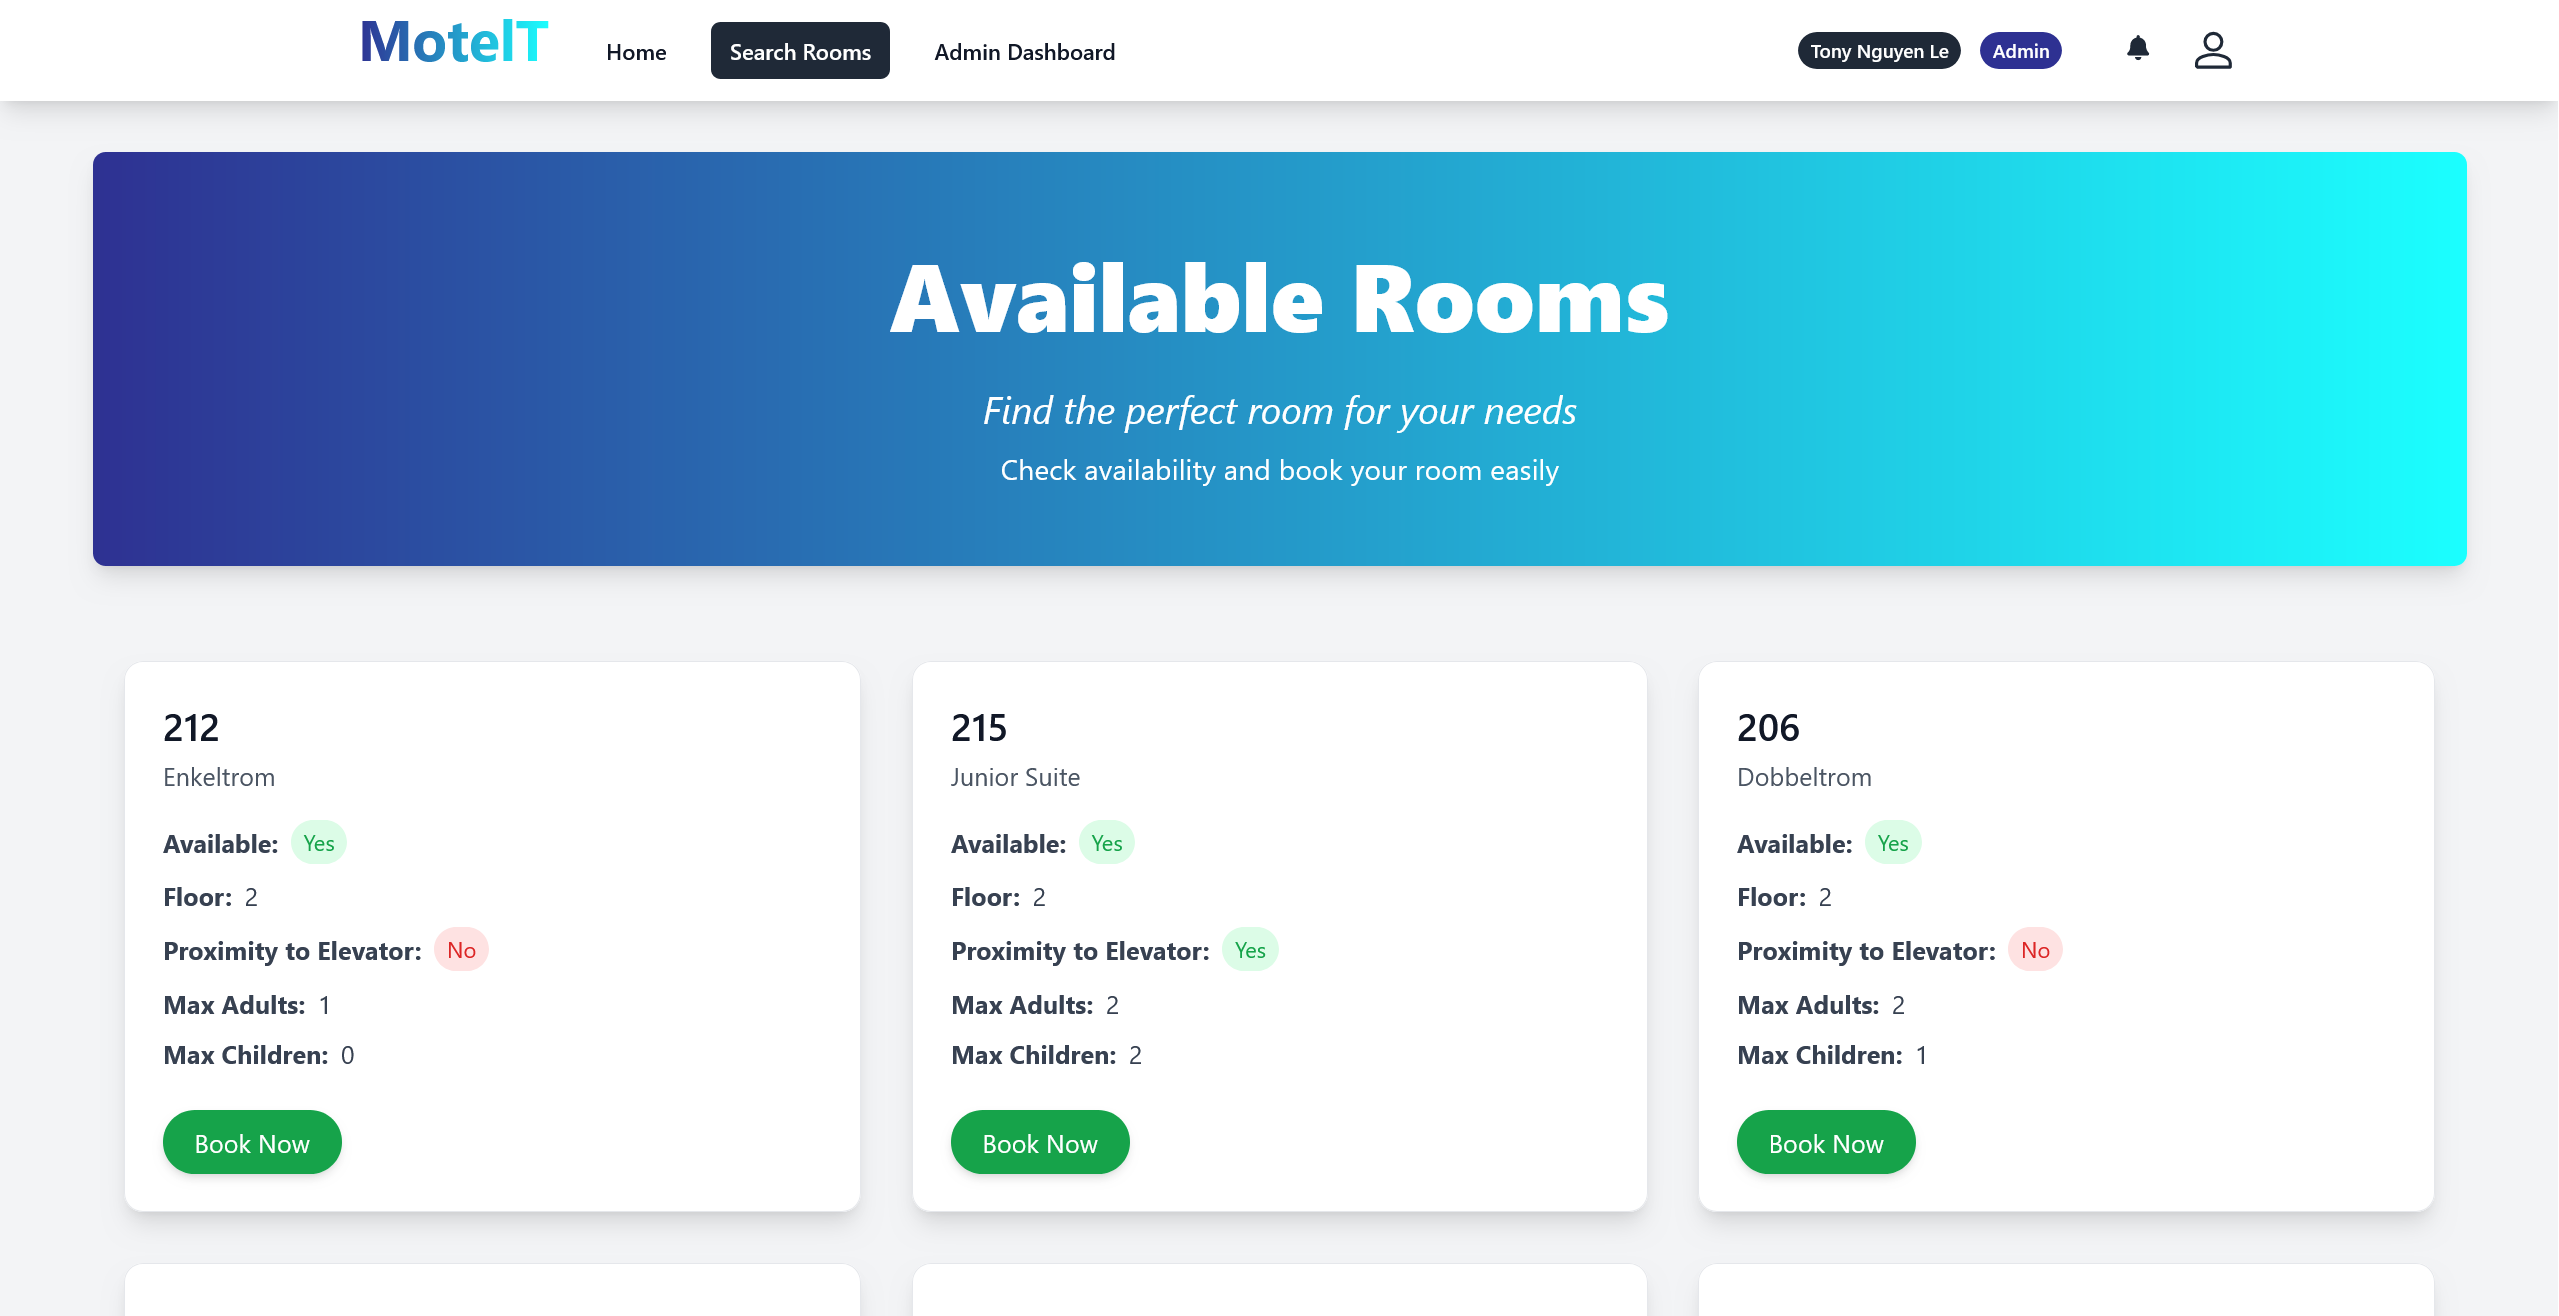 MotelT
Home
Search Rooms
Admin Dashboard
Tony Nguyen Le
Admin
Available Rooms
Find the perfect room for your needs
Check availability and book your room easily
212
Enkeltrom
Available: Yes
Floor: 2
Proximity to Elevator: No
Max Adults: 1
Max Children: 0
Book Now
215
Junior Suite
Available: Yes
Floor: 2
Proximity to Elevator: Yes
Max Adults: 2
Max Children: 2
Book Now
206
Dobbeltrom
Available: Yes
Floor: 2
Proximity to Elevator: No
Max Adults: 2
Max Children: 1
Book Now